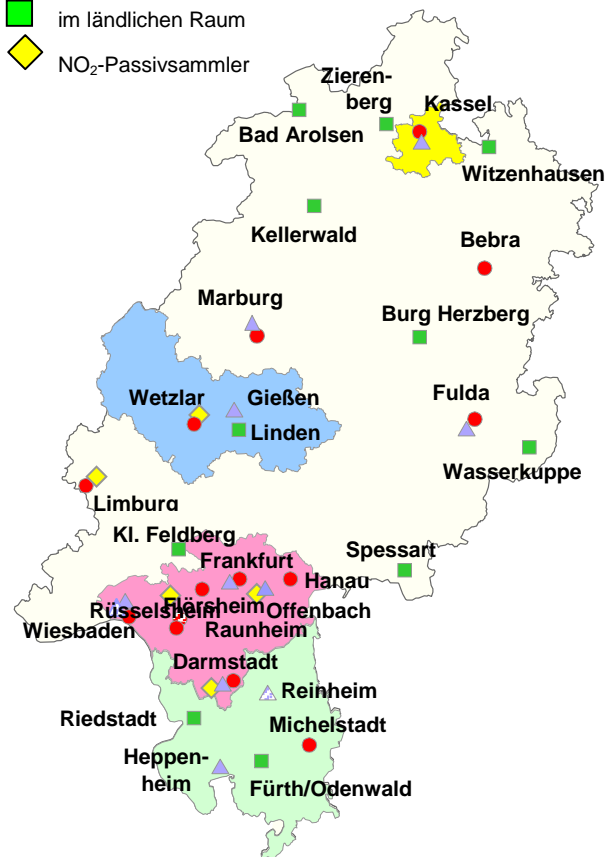 im ländlichen Raum
NO₂-Passivsammler
Zieren-
berg
Kassel
Bad Arolsen
Witzenhausen
Kellerwald
Bebra
Marburg
Burg Herzberg
Wetzlar
Gießen
Fulda
Linden
Wasserkuppe
Limburg
Kl. Feldberg
Spessart
Frankfurt
Hanau
Flörsheim
Rüsselsheim
Offenbach
Wiesbaden
Raunheim
Darmstadt
Reinheim
Riedstadt
Michelstadt
Heppen-
heim
Fürth/Odenwald